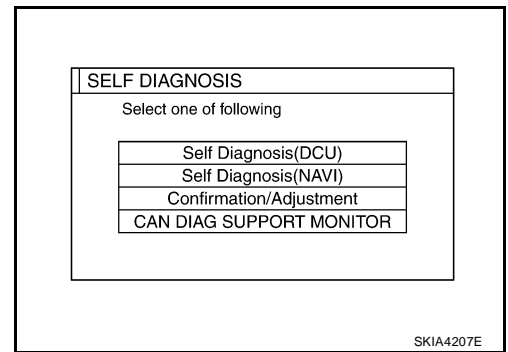 SELF DIAGNOSIS
Select one of following
Self Diagnosis(DCU)
Self Diagnosis(NAVI)
Confirmation/Adjustment
CAN DIAG SUPPORT MONITOR
SKIA4207E